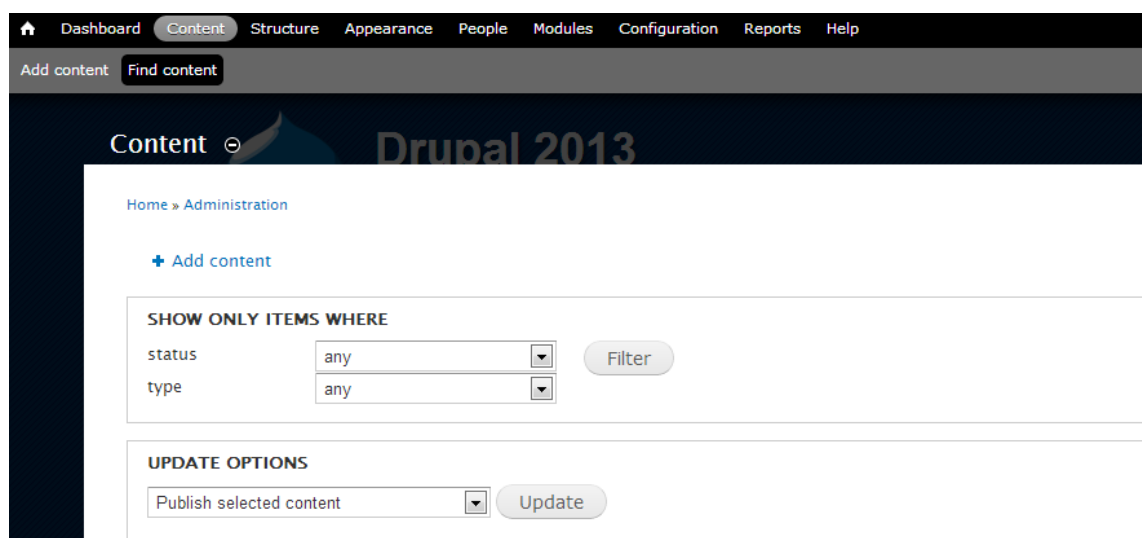 Dashboard Content Structure Appearance People Modules Configuration Reports Help
Add content Find content
Content
Drupal 2013
Home » Administration
Add content
SHOW ONLY ITEMS WHERE
status any Filter
type any
UPDATE OPTIONS
Publish selected content Update